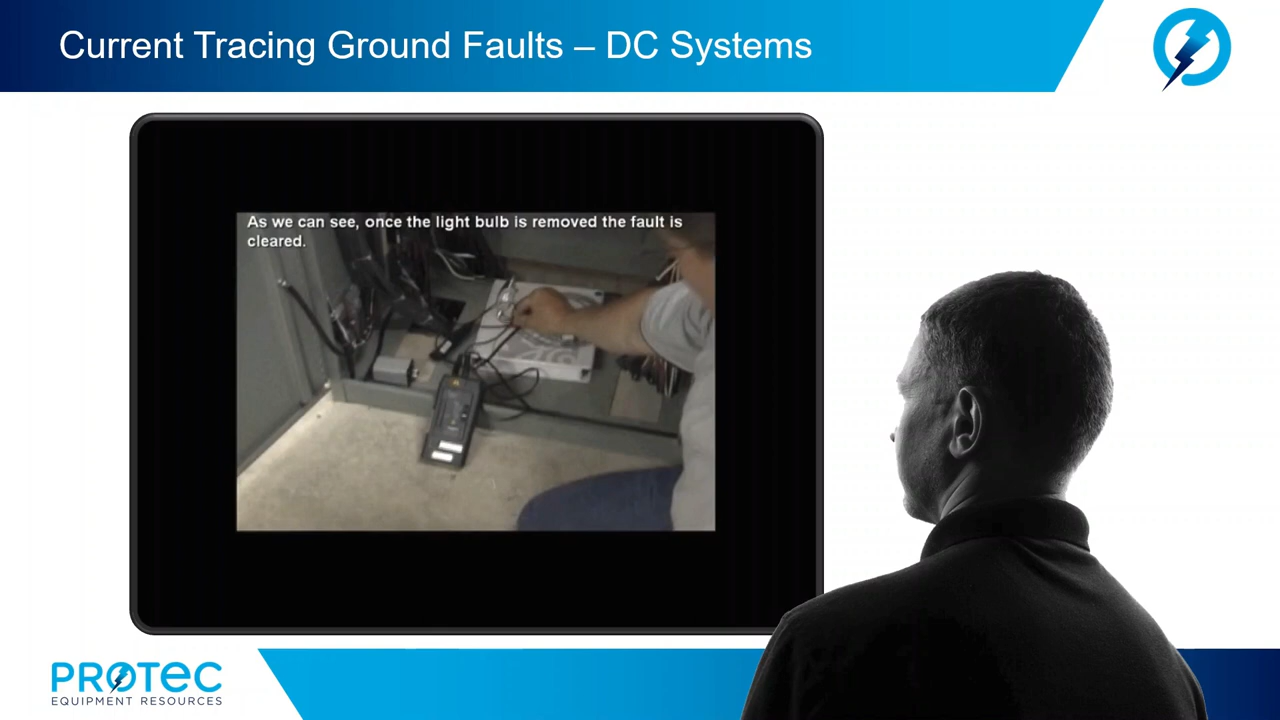 Current Tracing Ground Faults – DC Systems
As we can see, once the light bulb is removed the fault is
cleared.
PROTEC
EQUIPMENT RESOURCES